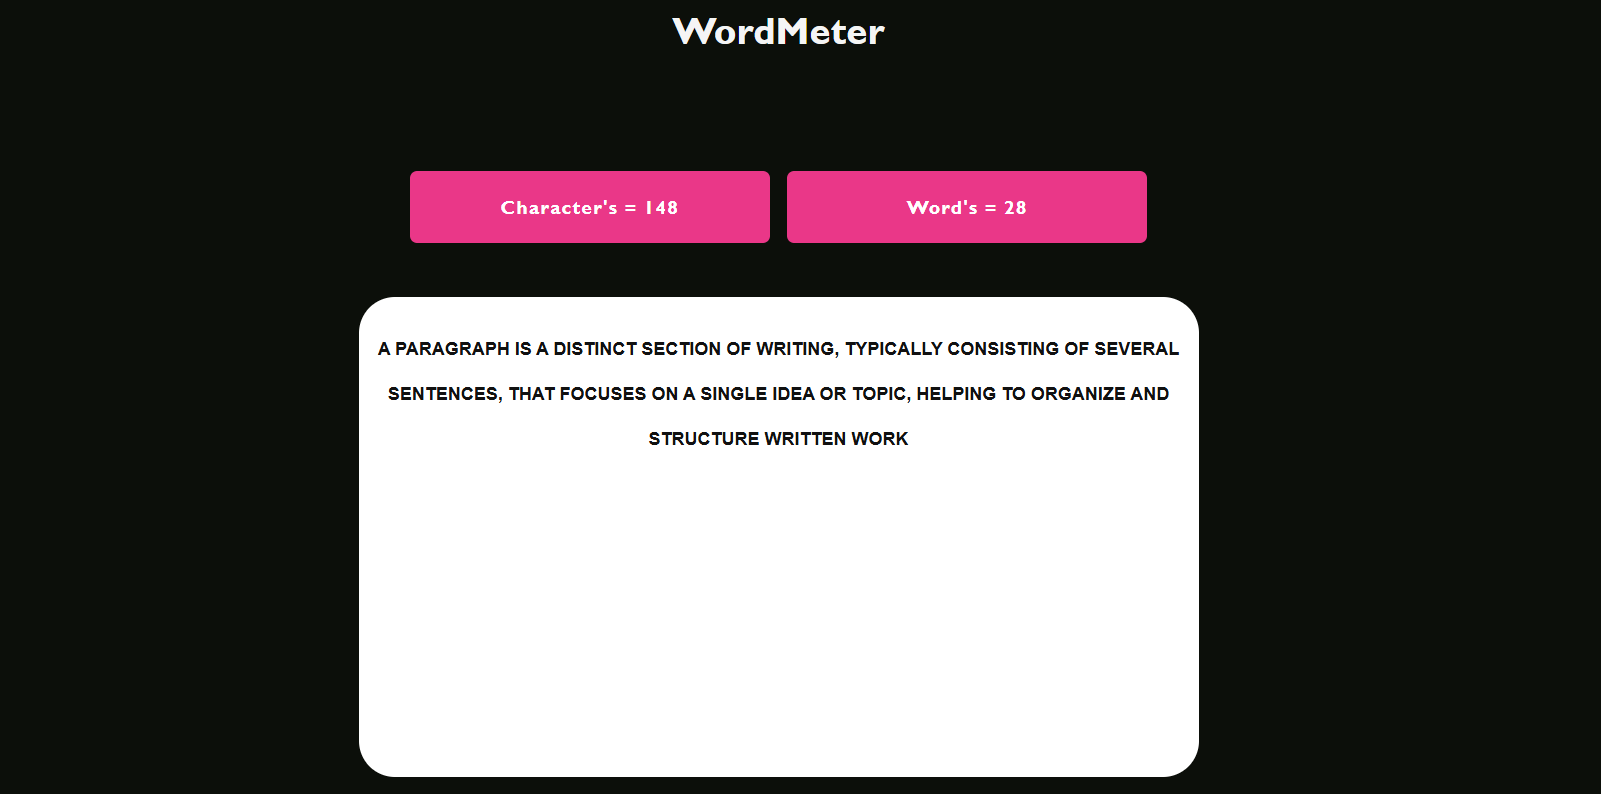 WordMeter
Character's = 148
Word's = 28
A PARAGRAPH IS A DISTINCT SECTION OF WRITING, TYPICALLY CONSISTING OF SEVERAL
SENTENCES, THAT FOCUSES ON A SINGLE IDEA OR TOPIC, HELPING TO ORGANIZE AND
STRUCTURE WRITTEN WORK